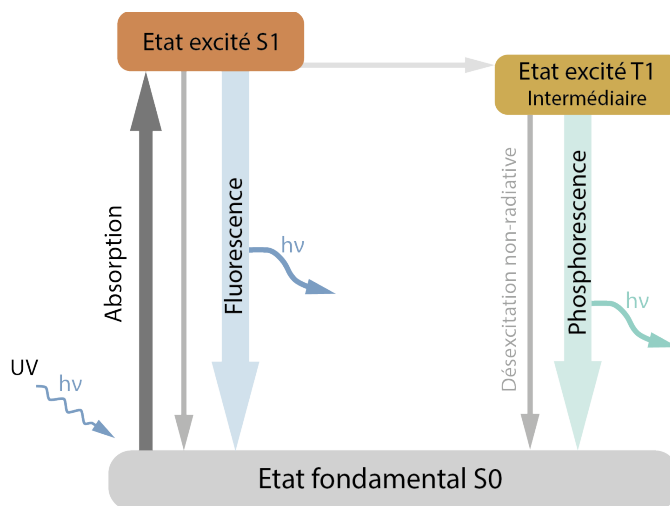 Etat excité S1
Etat excité T1
Intermédiaire
Absorption
Fluorescence
hν
Désexcitation non-radiative
Phosphorescence
hν
UV
hν
Etat fondamental S0